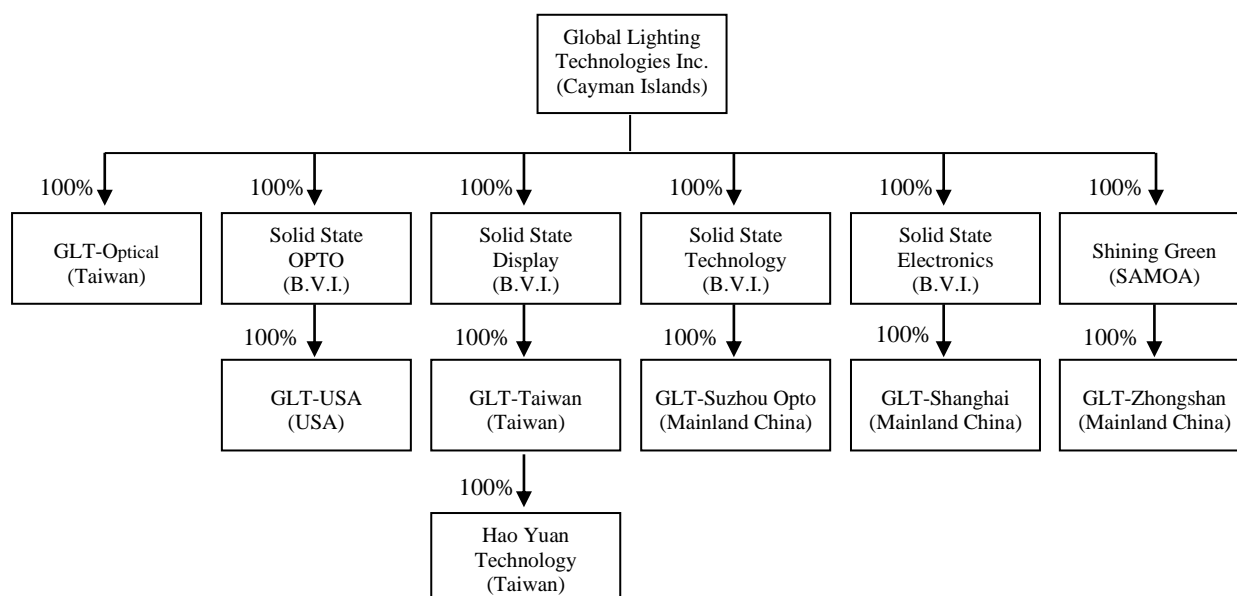 Global Lighting
Technologies Inc.
(Cayman Islands)
100%
100%
100%
100%
100%
100%
GLT-Optical
(Taiwan)
Solid State
OPTO
(B.V.I.)
Solid State
Display
(B.V.I.)
Solid State
Technology
(B.V.I.)
Solid State
Electronics
(B.V.I.)
Shining Green
(SAMOA)
100%
100%
100%
100%
100%
GLT-USA
(USA)
GLT-Taiwan
(Taiwan)
GLT-Suzhou Opto
(Mainland China)
GLT-Shanghai
(Mainland China)
GLT-Zhongshan
(Mainland China)
100%
Hao Yuan
Technology
(Taiwan)